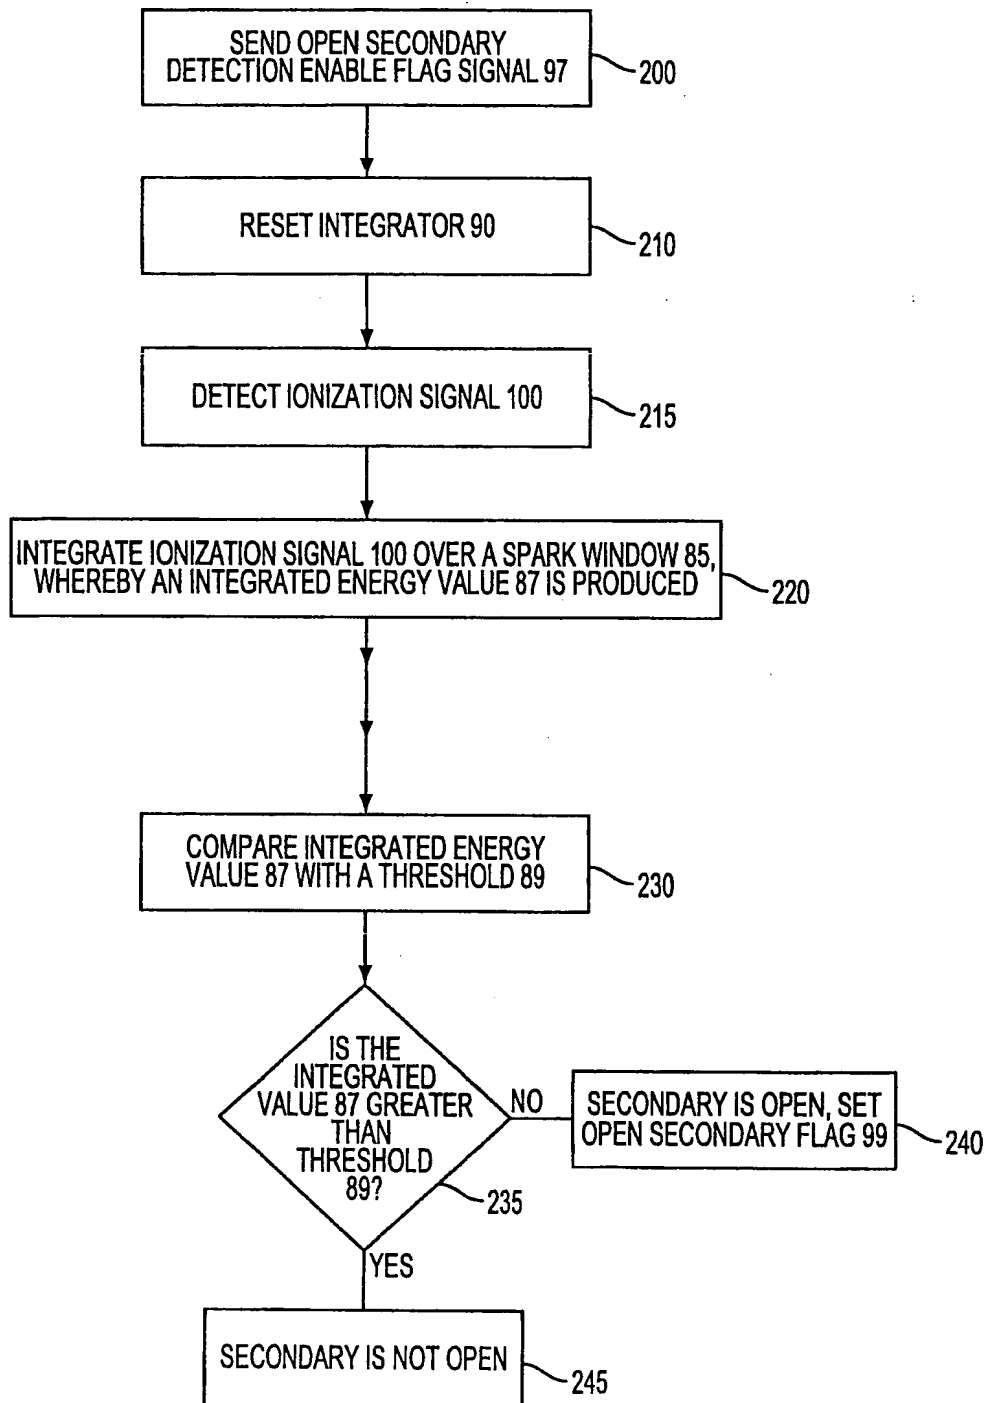 SEND OPEN SECONDARY
DETECTION ENABLE FLAG SIGNAL 97
200
RESET INTEGRATOR 90
210
DETECT IONIZATION SIGNAL 100
215
INTEGRATE IONIZATION SIGNAL 100 OVER A SPARK WINDOW 85,
WHEREBY AN INTEGRATED ENERGY VALUE 87 IS PRODUCED
220
COMPARE INTEGRATED ENERGY
VALUE 87 WITH A THRESHOLD 89
230
IS THE
INTEGRATED
VALUE 87 GREATER
THAN
THRESHOLD
89?
235
NO
SECONDARY IS OPEN, SET
OPEN SECONDARY FLAG 99
240
YES
SECONDARY IS NOT OPEN
245